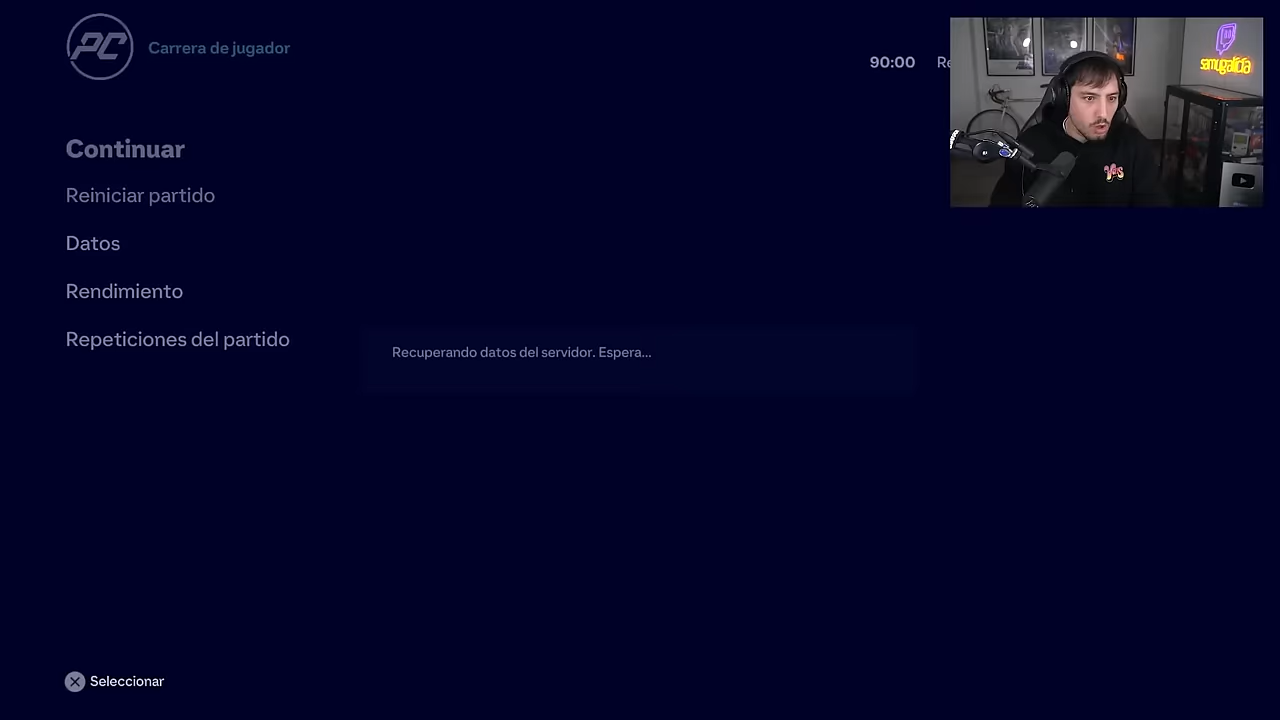 PC
Carrera de jugador
90:00
Continuar
Reiniciar partido
Datos
Rendimiento
Repeticiones del partido
Recuperando datos del servidor. Espera...
Seleccionar
samugalida